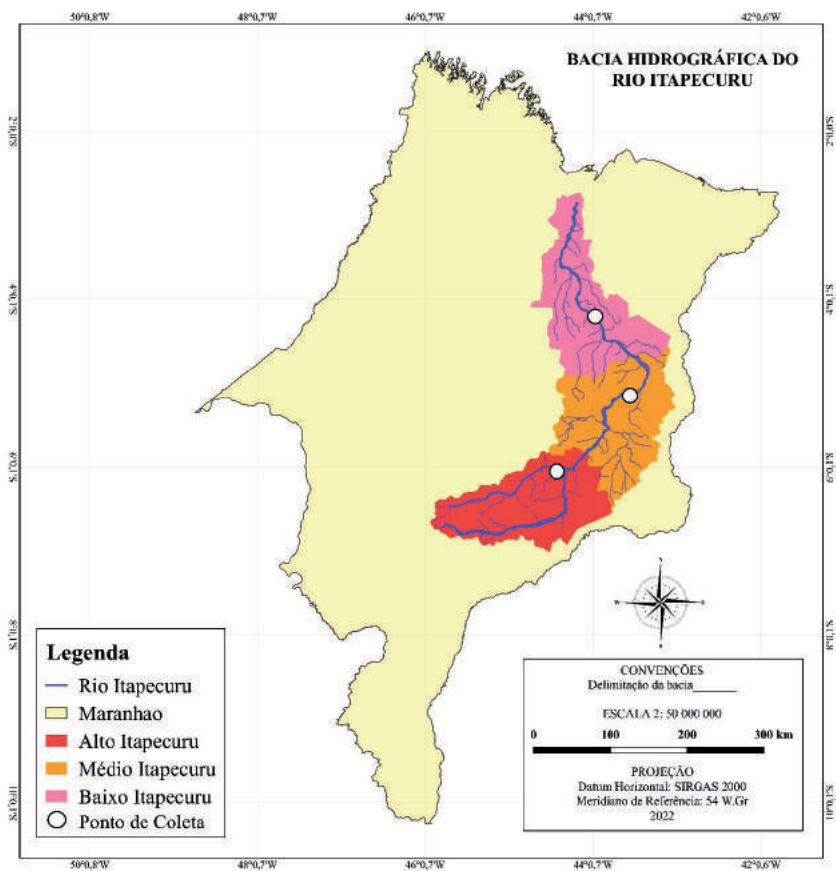 50°0,8'W 48°0,7'W 46°0,7'W 44°0,7'W 42°0,6'W
BACIA HIDROGRÁFICA DO
RIO ITAPECURU
2°0,0'S 2°0,0'S
4°0,1'S 4°0,1'S
6°0,1'S 6°0,1'S
8°0,1'S 8°0,1'S
10°0,1'S 10°0,1'S
N
W E
S
Legenda
Rio Itapecuru
Maranhao
Alto Itapecuru
Médio Itapecuru
Baixo Itapecuru
Ponto de Coleta
CONVENÇÕES
Delimitação da bacia_______
ESCALA 2: 50 000 000
0 100 200 300 km
PROJEÇÃO
Datum Horizontal: SIRGAS 2000
Meridiano de Referência: 54 W.Gr
2022
50°0,8'W 48°0,7'W 46°0,7'W 44°0,7'W 42°0,6'W